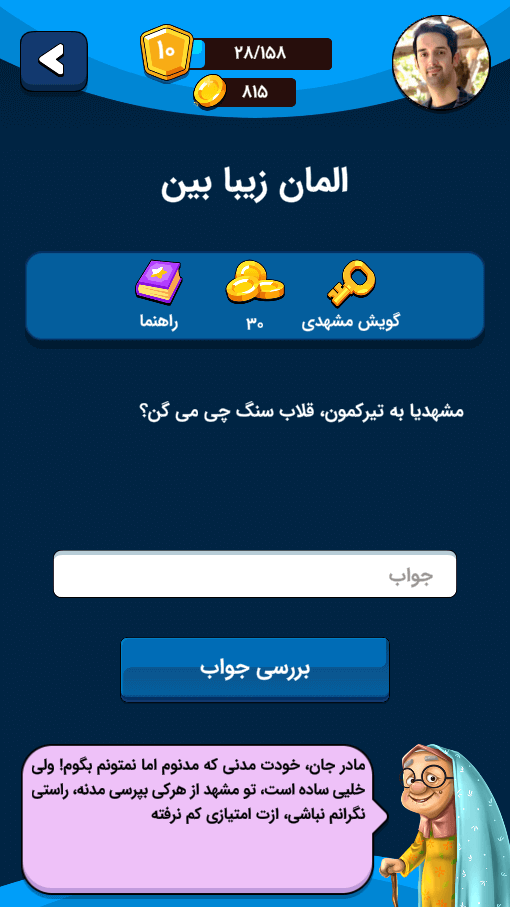 ۱۰
۲۸/۱۵۸
۸۱۵
المان زیبا بین
گویش مشهدی
۳۰
راهنما
مشهدیا به تیرکمون، قلاب سنگ چی می گن؟
جواب
بررسی جواب
مادر جان، خودت مدنی که مدنوم اما نمتونم بگوم! ولی
خلیی ساده است، تو مشهد از هرکی بپرسی مدنه، راستی
نگرانم نباشی، ازت امتیازی کم نرفته